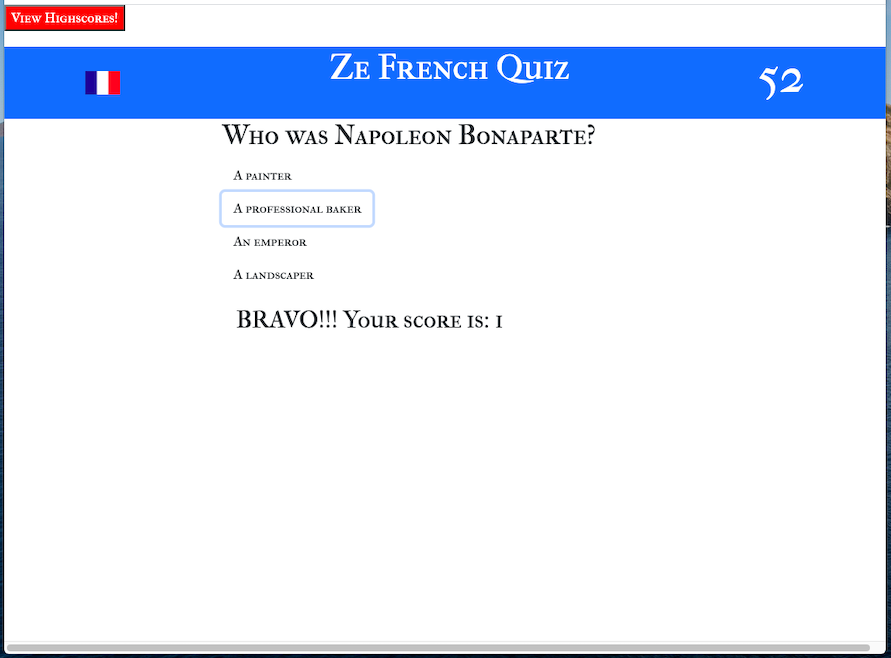 View Highscores!
Ze French Quiz
52
Who was Napoleon Bonaparte?
A painter
A professional baker
An emperor
A landscaper
BRAVO!!! Your score is: 1